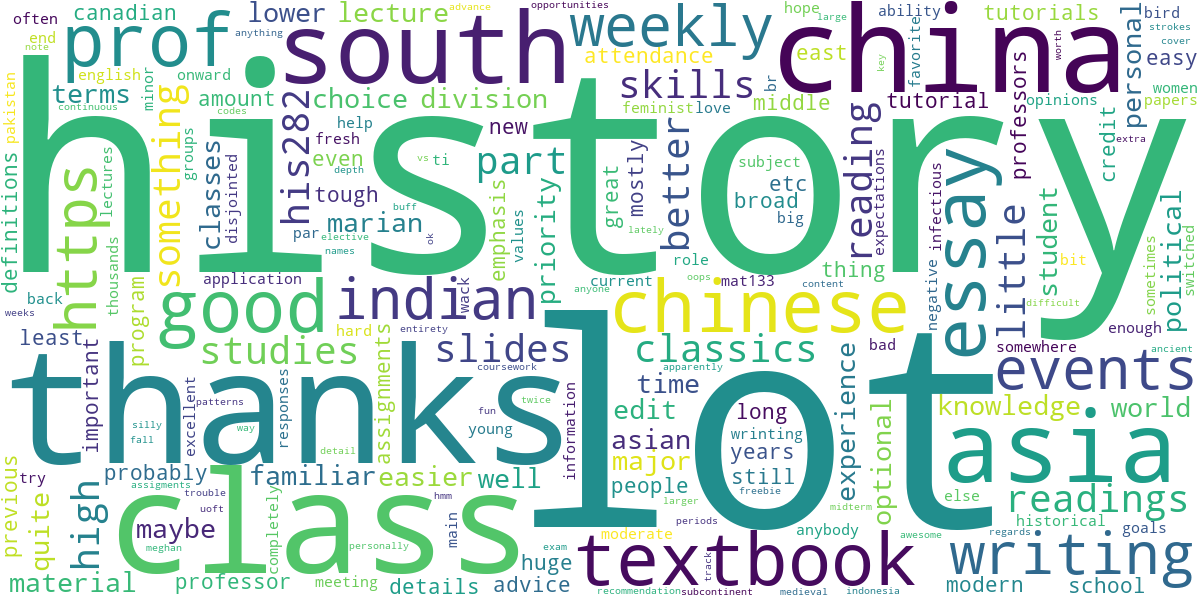 often canadian prof south lower lecture weekly advance opportunities anything china hope large ability tutorials bird strokes
end note english onward terms minor amount choice division skills attendance east key favorite worth cover easy
pakistan continuous history codes his282 help new feministlove br middle tutorial professors opinions personal women papers
definitions https lectures something groups classes disjointed fresh even tough vs ti part better mostly subject etc broad big reading expectations essay infectious credit extra
thousands par marian buff elective names ok emphasis values priority great lately role thing little student political sometimes switched
back program application wack current oops mat133 anyone content negative bit difficult
weeks good indian chinese enough ancient
least important studies hard assignments entirety slides coursework classics apparently bad somewhere events
thanks lot patterns excellent responses fun twice time edit long experience knowledge world
silly fall way detail young information asian wrinting years major still optional asia
previous try probably familiar easier well people freebie else readings
quite high assigments trouble uoft maybe meghan class completely personally hmm main larger periods midterm anybody historical regards goals
material professor meeting exam details advice huge moderate textbook track recommendation subcontinent medieval indonesia awesome writing modern school